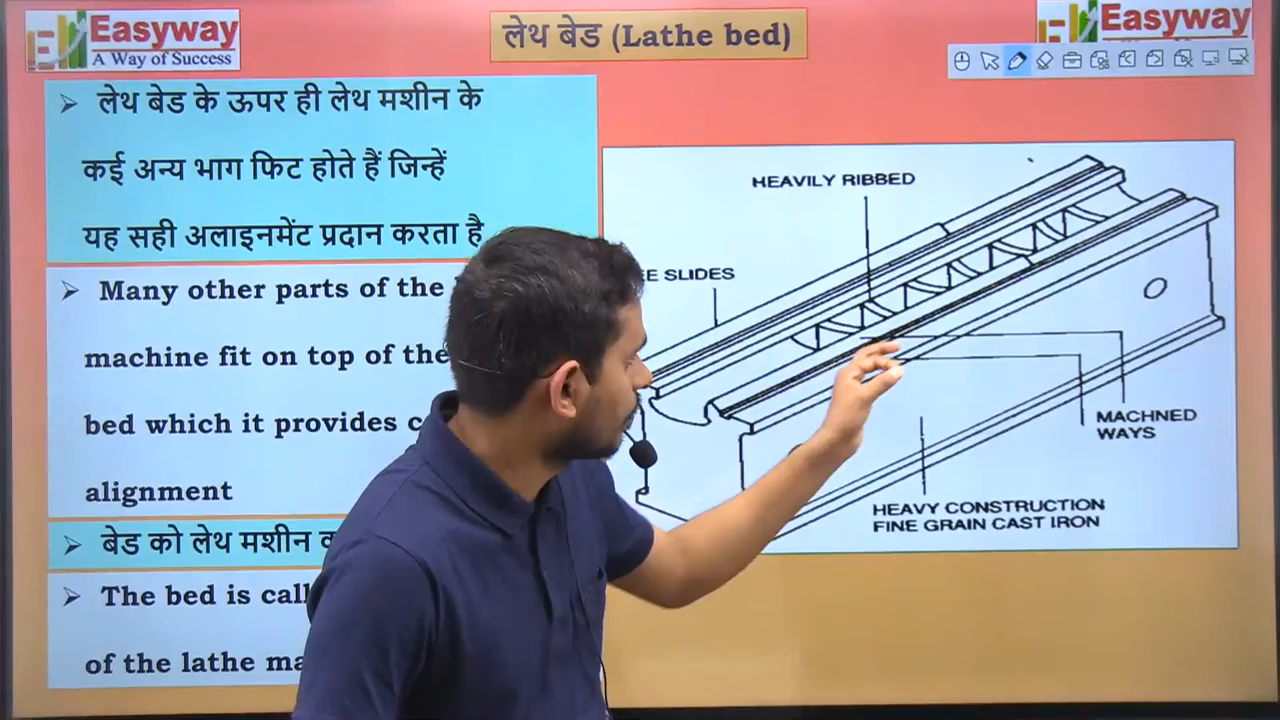 Easyway
A Way of Success
लेथ बेड (Lathe bed)
Easyway
➤ लेथ बेड के ऊपर ही लेथ मशीन के
कई अन्य भाग फिट होते हैं जिन्हें
यह सही अलाइनमेंट प्रदान करता है
➤ Many other parts of the
machine fit on top of the
bed which it provides
alignment
➤ बेड को लेथ मशीन
➤ The bed is
of the lathe
HEAVILY RIBBED
SLIDES
MACHNED
WAYS
HEAVY CONSTRUCTION
FINE GRAIN CAST IRON